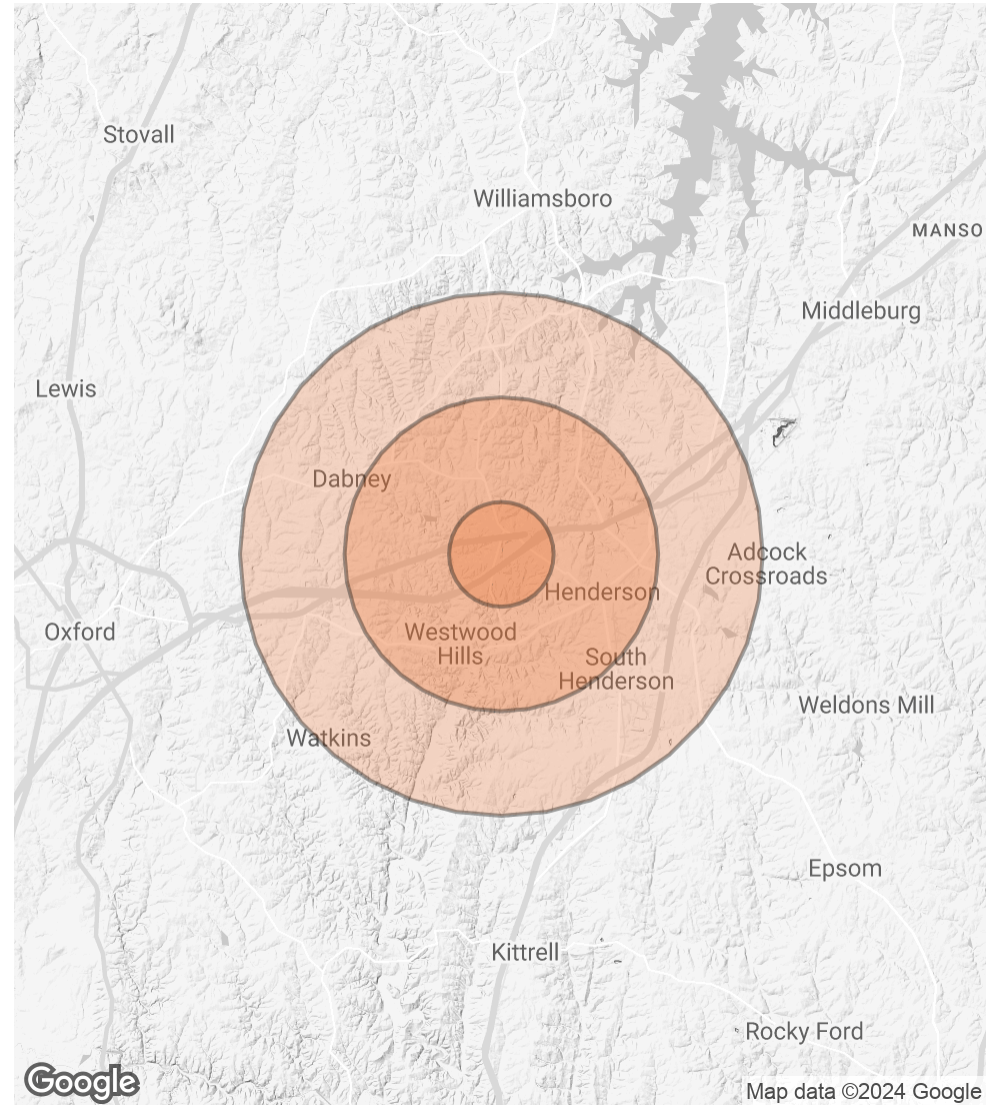 Stovall
Williamsboro
MANSO
Middleburg
Lewis
Dabney
Adcock
Crossroads
Henderson
Oxford
Westwood
Hills
South
Henderson
Weldons Mill
Watkins
Epsom
Kittrell
Rocky Ford
Google
Map data ©2024 Google